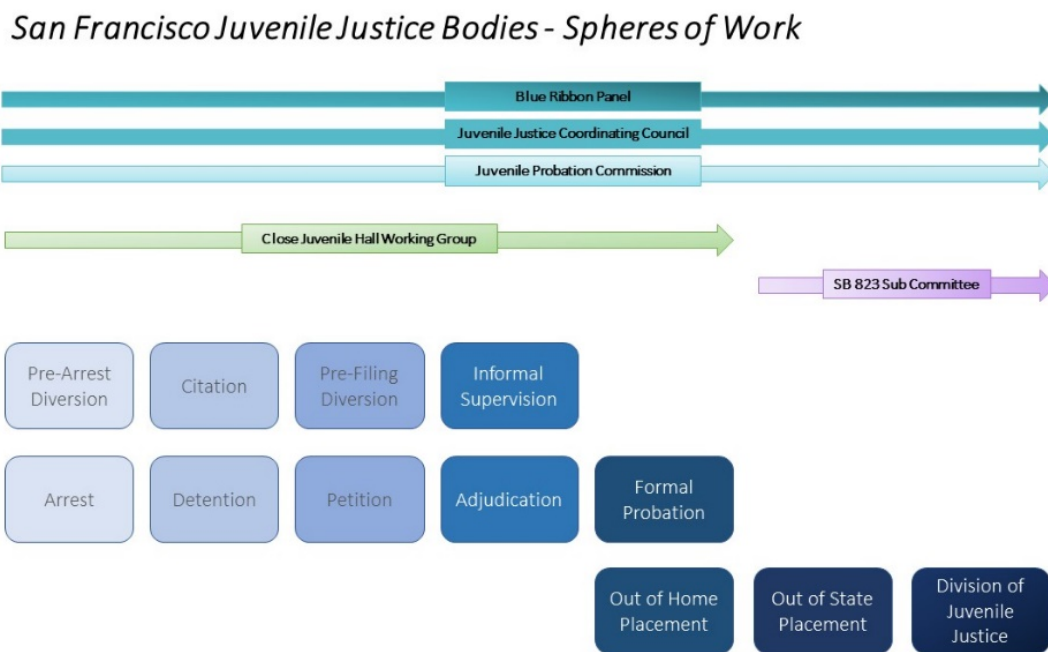 San Francisco Juvenile Justice Bodies - Spheres of Work
Blue Ribbon Panel
Juvenile Justice Coordinating Council
Juvenile Probation Commission
Close Juvenile Hall Working Group
SB 823 Sub Committee
Pre-Arrest
Diversion
Citation
Pre-Filing
Diversion
Informal
Supervision
Arrest
Detention
Petition
Adjudication
Formal
Probation
Out of Home
Placement
Out of State
Placement
Division of
Juvenile
Justice